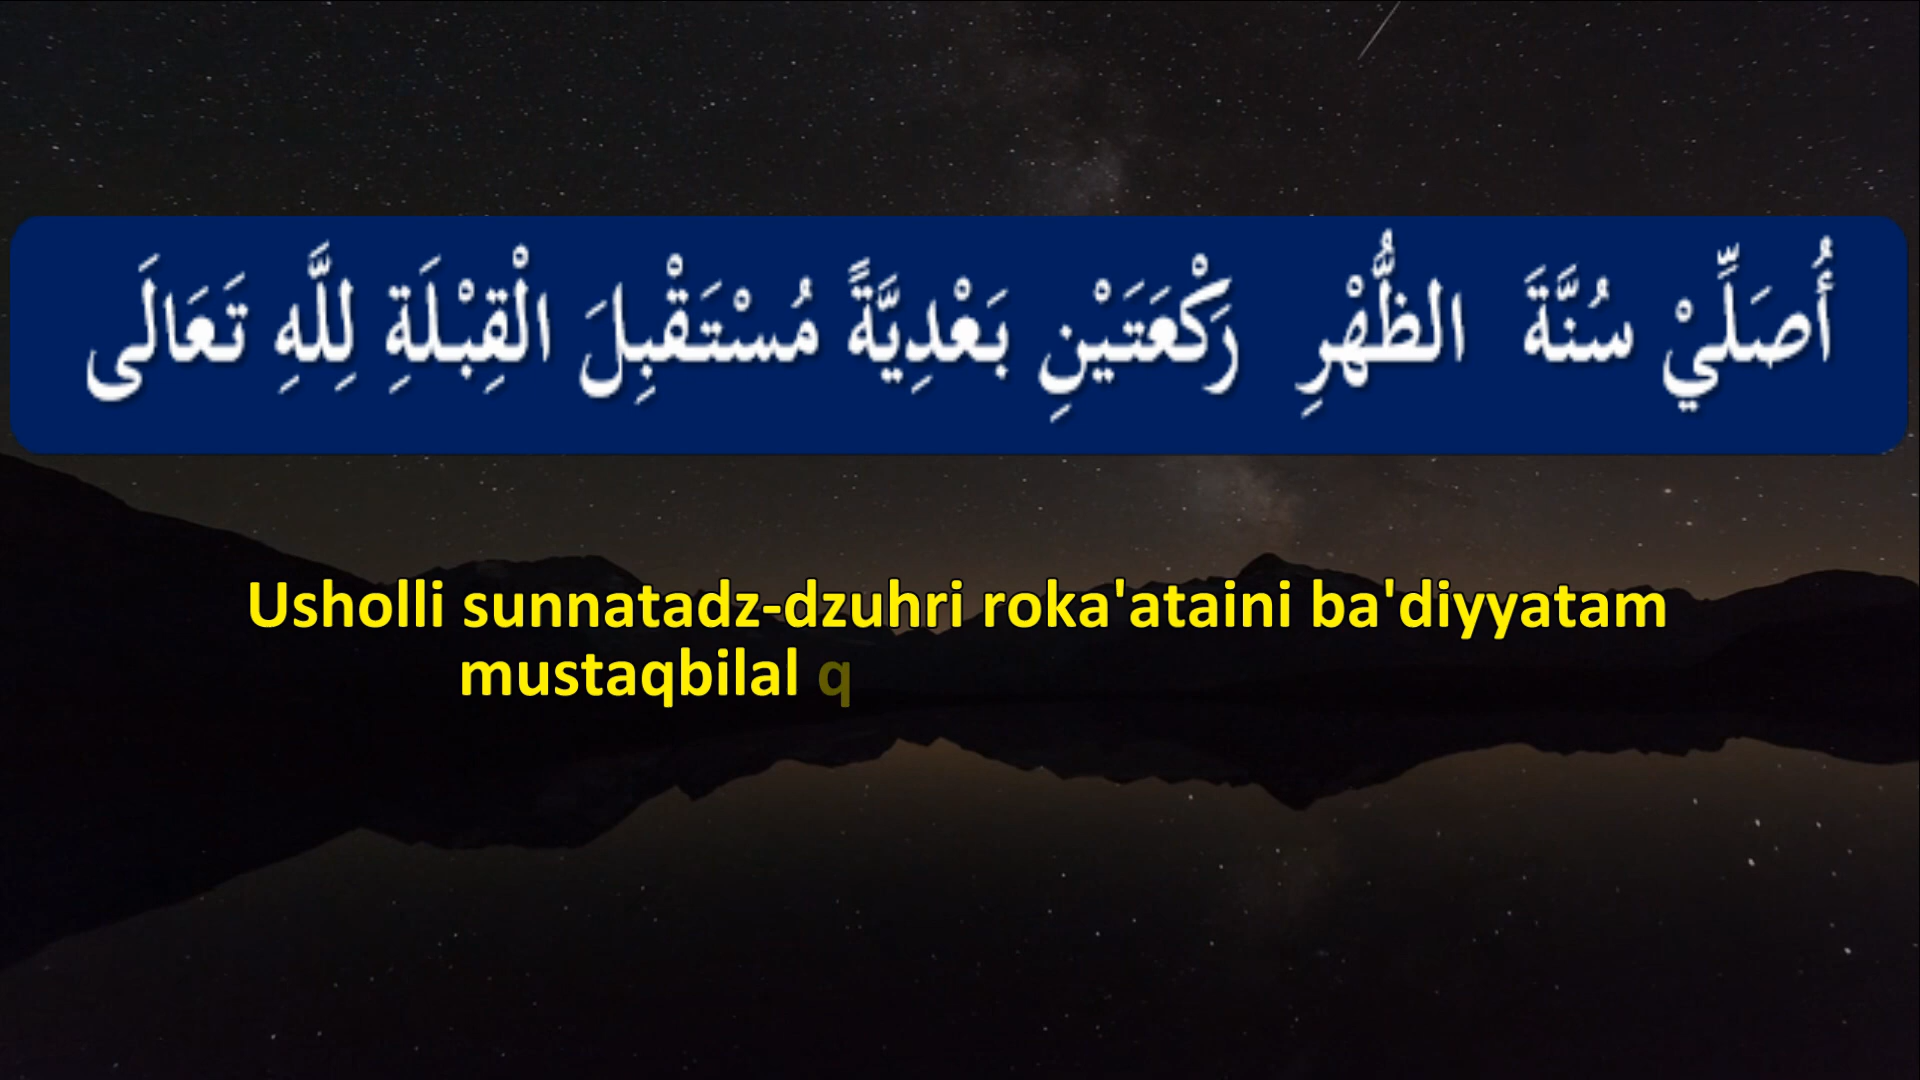 أُصَلِّيْ سُنَّةَ الظُّهْرِ رَكْعَتَيْنِ بَعْدِيَّةً مُسْتَقْبِلَ الْقِبْلَةِ لِلَّهِ تَعَالَى
Usholli sunnatadz-dzuhri roka'ataini ba'diyyatam
mustaqbilal q